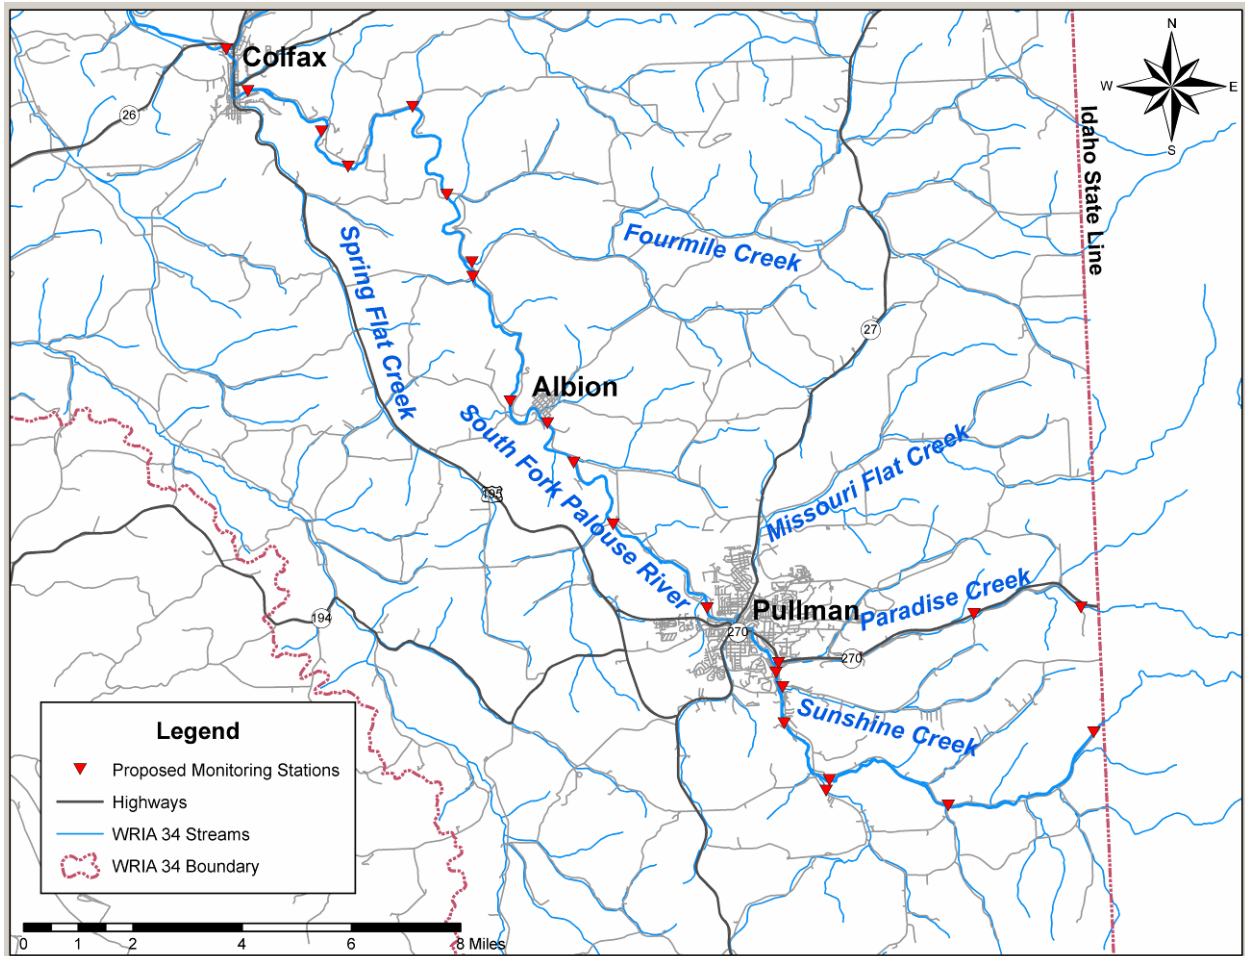 N
W
E
S
Colfax
26
Idaho State Line
Fourmile Creek
Spring Flat Creek
27
Albion
South Fork Palouse River
Missouri Flat Creek
195
Paradise Creek
Pullman
194
270
270
Sunshine Creek
Legend
Proposed Monitoring Stations
Highways
WRIA 34 Streams
WRIA 34 Boundary
0 1 2 4 6 8 Miles